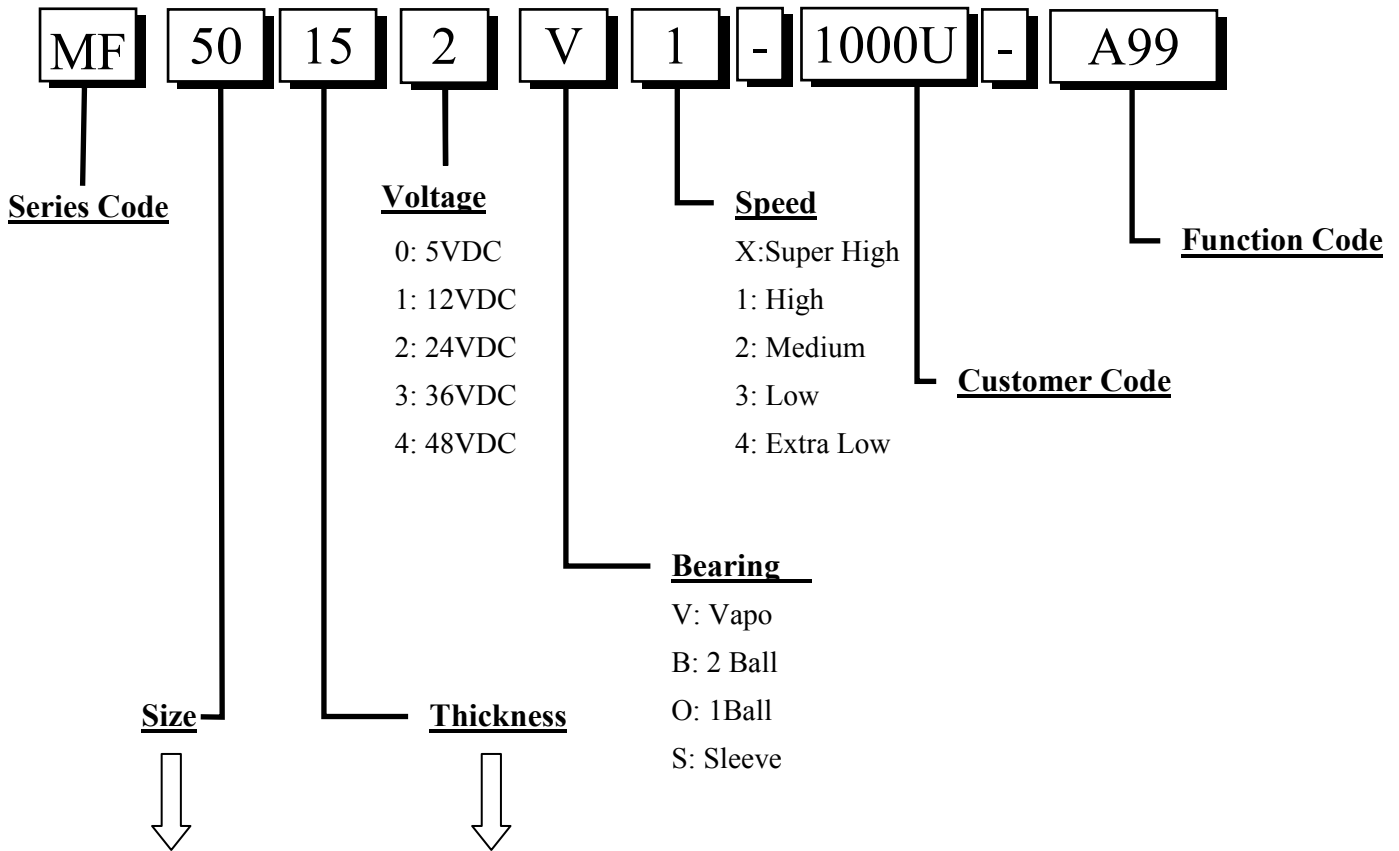 MF 50 15 2 V 1 - 1000U - A99
Series Code
Voltage
0: 5VDC
1: 12VDC
2: 24VDC
3: 36VDC
4: 48VDC
Speed
X:Super High
1: High
2: Medium
3: Low
4: Extra Low
Function Code
Customer Code
Bearing
V: Vapo
B: 2 Ball
O: 1Ball
S: Sleeve
Size
Thickness